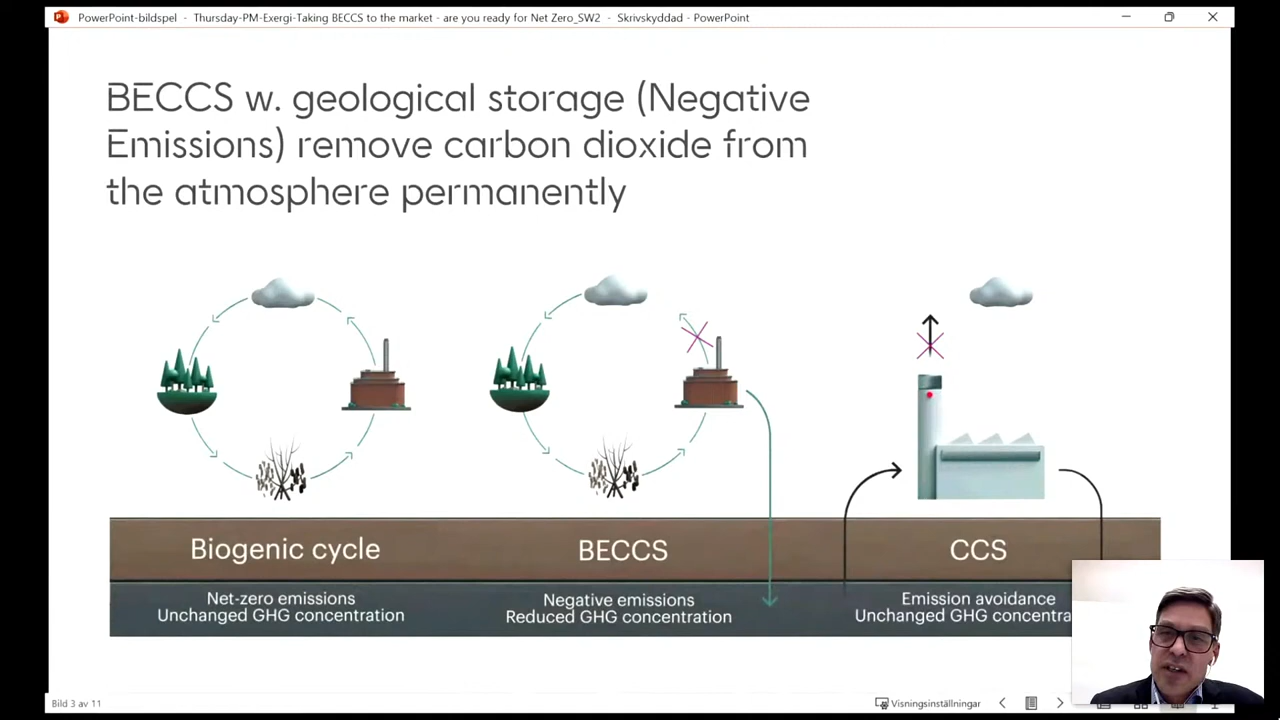 PowerPoint-bildspel - Thursday-PM-Exergi-Taking BECCS to the market - are you ready for Net Zero_SW2 - Skrivskyddad - PowerPoint
BECCS w. geological storage (Negative
Emissions) remove carbon dioxide from
the atmosphere permanently
Biogenic cycle
Net-zero emissions
Unchanged GHG concentration
BECCS
Negative emissions
Reduced GHG concentration
CCS
Emission avoidance
Unchanged GHG concentra
Bild 3 av 11
Visningsinställningar